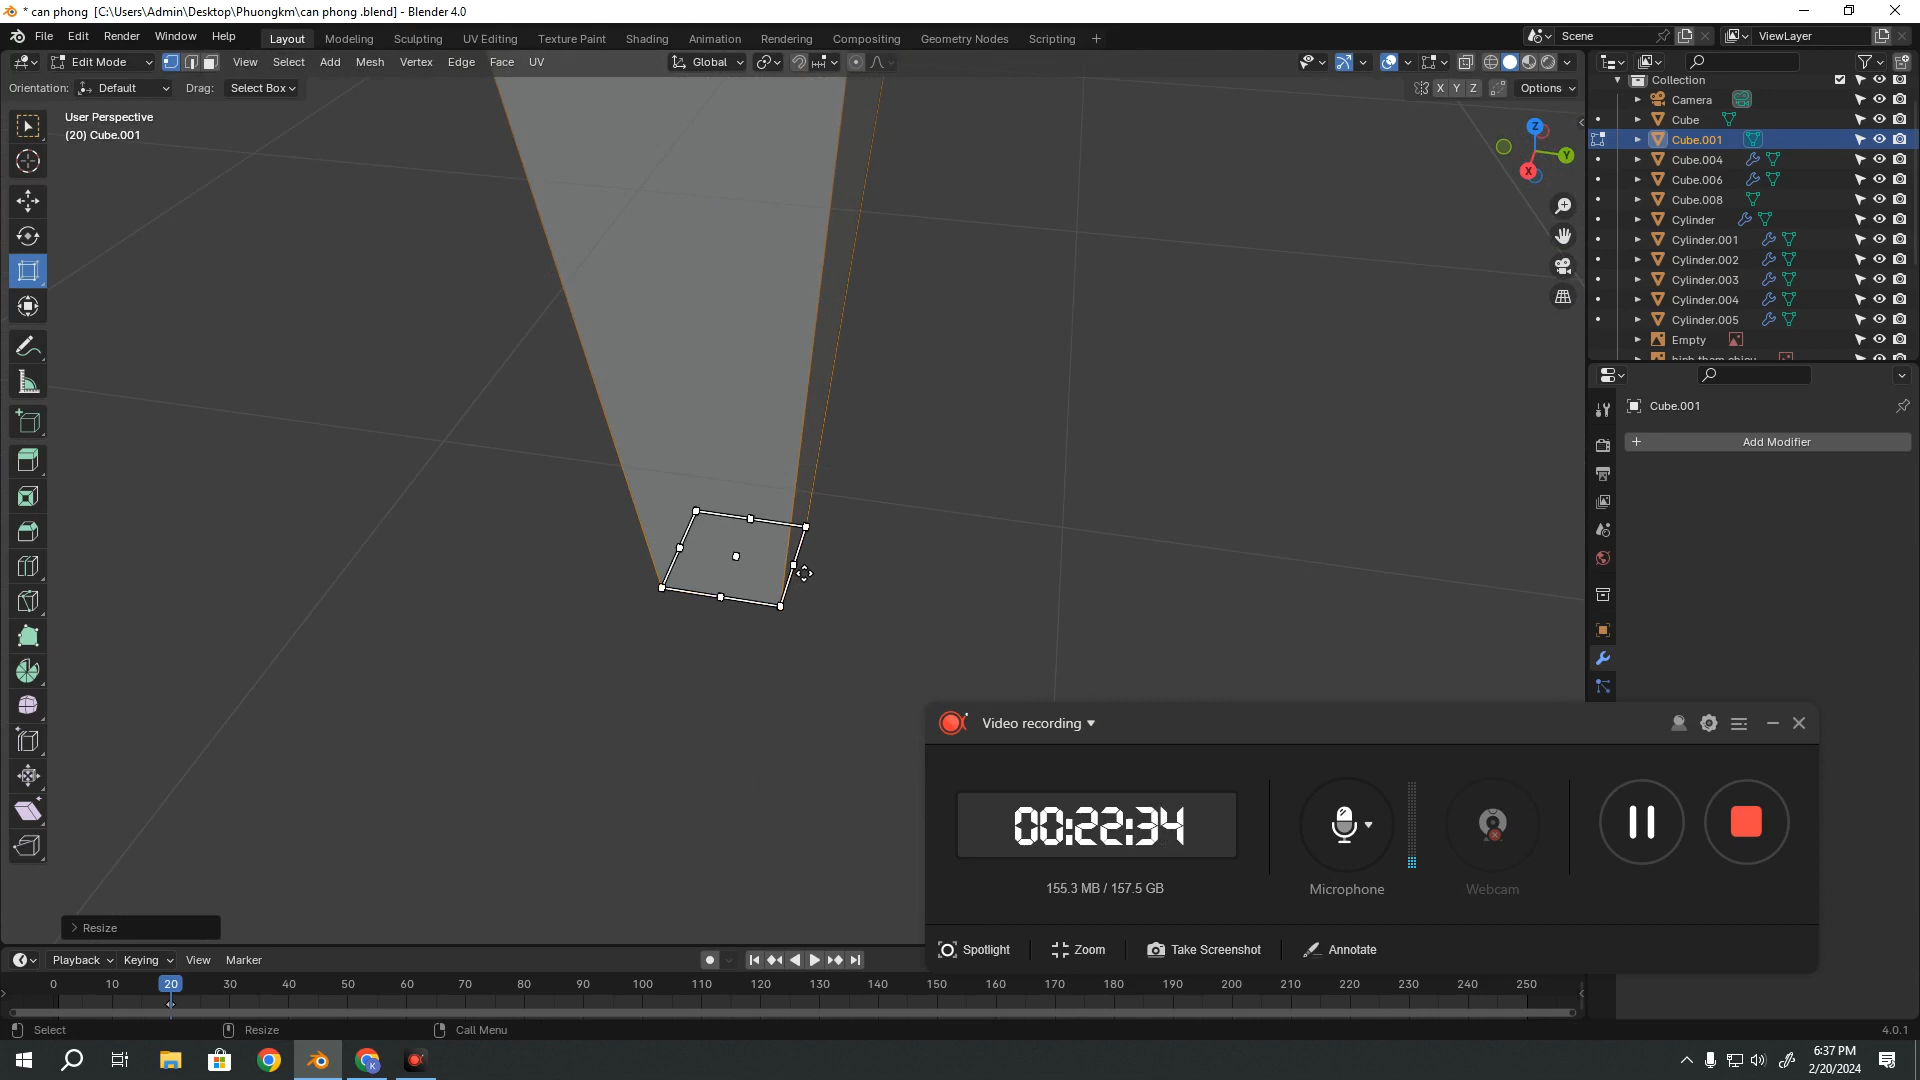 * can phong  [C:\Users\Admin\Desktop\Phuongkm\can phong .blend] - Blender 4.0
File Edit Render Window Help Layout Modeling Sculpting UV Editing Texture Paint Shading Animation Rendering Compositing Geometry Nodes Scripting + Scene ViewLayer
Edit Mode View Select Add Mesh Vertex Edge Face UV Global
Orientation: Default Drag: Select Box X Y Z Options
User Perspective
(20) Cube.001
Z
Y
X
Collection
Camera
Cube
Cube.001
Cube.004
Cube.006
Cube.008
Cylinder
Cylinder.001
Cylinder.002
Cylinder.003
Cylinder.004
Cylinder.005
Empty
Cube.001
+ Add Modifier
Video recording
00:22:34
155.3 MB / 157.5 GB
Microphone
Webcam
Spotlight Zoom Take Screenshot Annotate
Resize
Playback Keying View Marker
0 10 20 30 40 50 60 70 80 90 100 110 120 130 140 150 160 170 180 190 200 210 220 230 240 250
Select Resize Call Menu 4.0.1
K
6:37 PM
2/20/2024